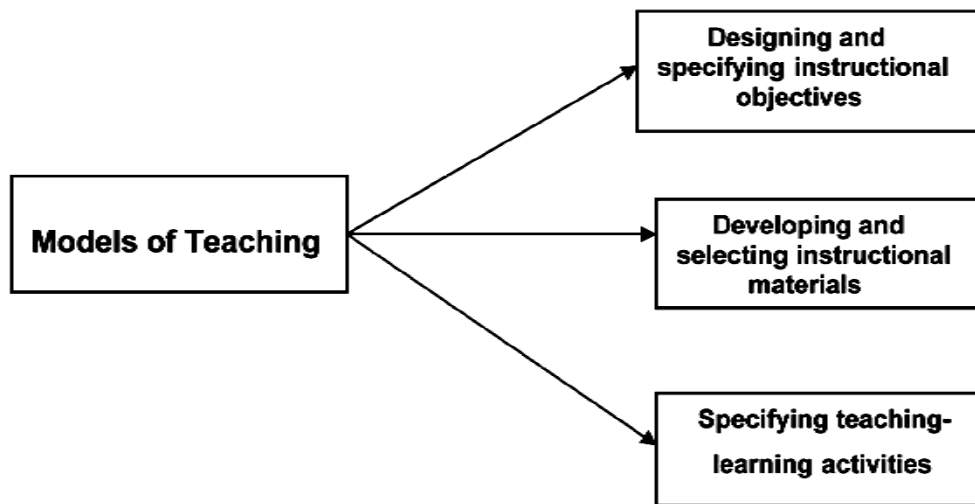 Designing and
specifying instructional
objectives
Models of Teaching
Developing and
selecting instructional
materials
Specifying teaching-
learning activities